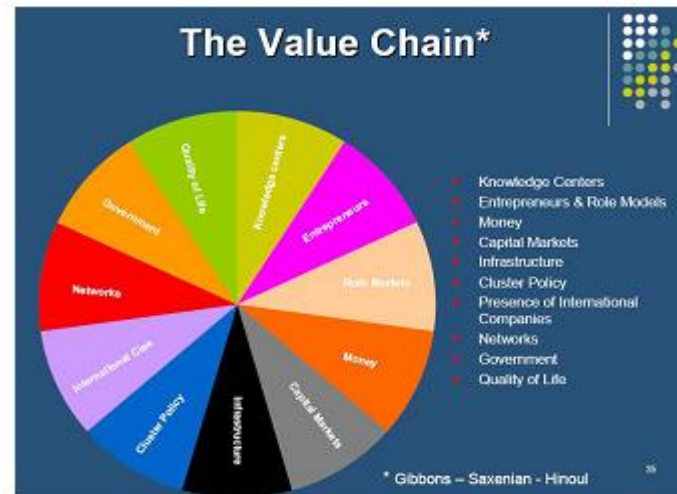 The Value Chain*
Quality of Life
Knowledge centers
Entrepreneurs
Role Models
Money
Capital Markets
Infrastructure
Cluster Policy
International Cies
Networks
Government
Knowledge Centers
Entrepreneurs & Role Models
Money
Capital Markets
Infrastructure
Cluster Policy
Presence of International
Companies
Networks
Government
Quality of Life
* Gibbons – Saxenian - Hinoul
35